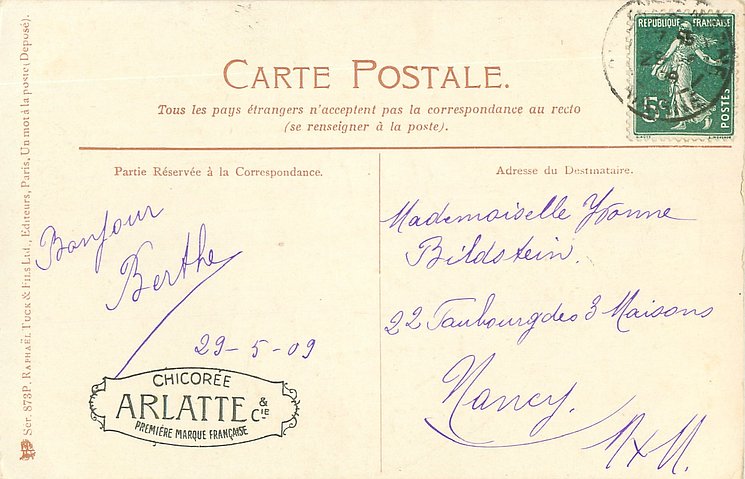 CARTE POSTALE.
Tous les pays étrangers n'acceptent pas la correspondance au recto
(se renseigner à la poste).
RÉPUBLIQUE FRANÇAISE
5c
POSTES
Partie Réservée à la Correspondance.
Bonjour
Berthe
29-5-09
CHICORÉE
ARLATTE & CIE
PREMIÈRE MARQUE FRANÇAISE
Adresse du Destinataire.
Mademoiselle Yvonne
Bildstein.
22 Faubourg des 3 Maisons
Nancy.
Ser. 873P. RAPHAËL TUCK & FILS Ltd., Editeurs, Paris, Un mot à la poste (Deposé).